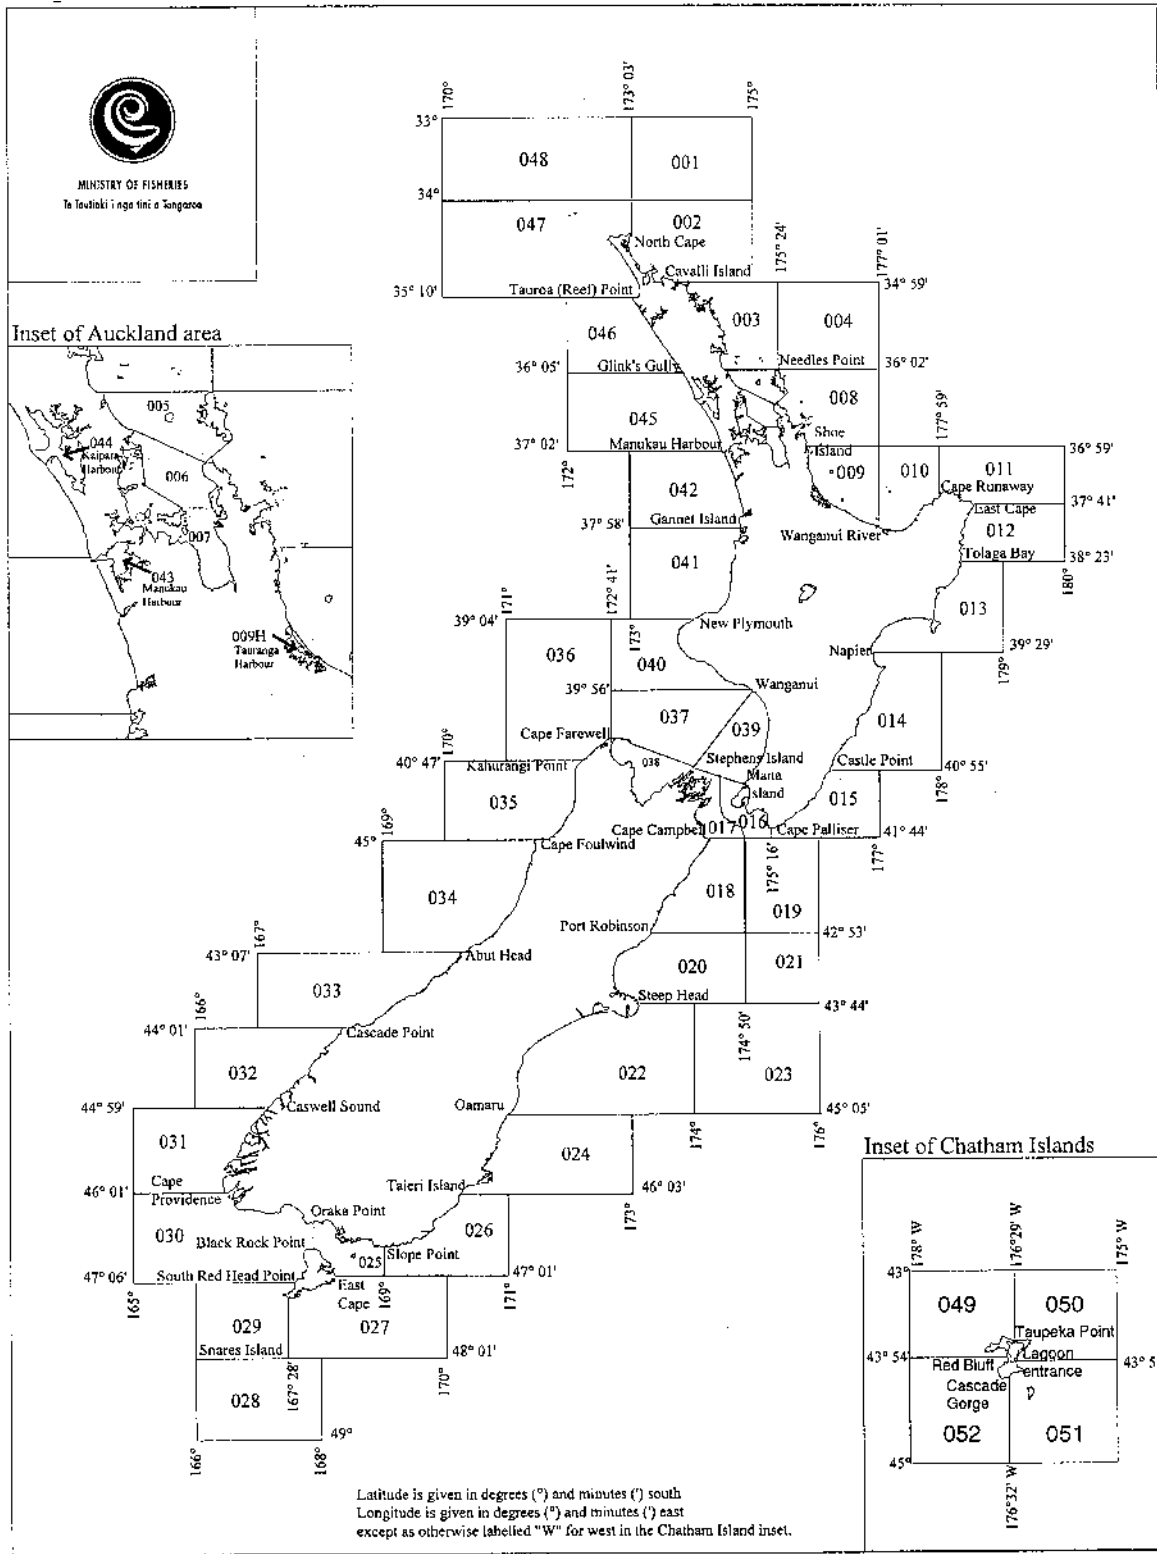 MINISTRY OF FISHERIES
Te Tautiaki i nga tini a Tangaroa
170°
173° 03'
175°
33°
048
001
34°
047
002
North Cape
175° 24'
177° 01'
Cavalli Island
34° 59'
35° 10'
Tauroa (Reef) Point
003
004
046
Needles Point
36° 02'
36° 05'
Glink's Gully
008
177° 59'
045
Shoe
Island
37° 02'
Manukau Harbour
36° 59'
172°
009
010
011
Cape Runaway
042
37° 41'
East Cape
37° 58'
Gannet Island
Wanganui River
012
Tolaga Bay
38° 23'
180°
041
171°
172° 41'
013
39° 04'
173°
New Plymouth
036
040
Napier
39° 29'
179°
39° 56'
Wanganui
037
039
014
170°
Cape Farewell
038
Stephens Island
Mana
Island
Castle Point
40° 55'
178°
40° 47'
Kahurangi Point
035
015
169°
Cape Campbell
017
016
Cape Palliser
41° 44'
177°
175° 16'
45°
Cape Foulwind
034
018
019
167°
Port Robinson
42° 53'
43° 07'
Abut Head
020
021
033
Steep Head
43° 44'
166°
174° 50'
44° 01'
Cascade Point
032
022
023
44° 59'
Caswell Sound
Oamaru
45° 05'
174°
176°
031
024
Cape
Providence
46° 01'
Taieri Island
46° 03'
173°
Orake Point
030
026
Black Rock Point
025
Slope Point
47° 06'
South Red Head Point
47° 01'
165°
East
Cape
169°
171°
029
027
Snares Island
48° 01'
167° 28'
170°
028
49°
166°
168°
Inset of Auckland area
005
044
Kaipara
Harbour
006
007
043
Manukau
Harbour
009H
Tauranga
Harbour
Inset of Chatham Islands
178° W
176°29' W
175° W
43°
049
050
Taupeka Point
43° 54'
Red Bluff
Lagoon
entrance
43° 5
Cascade
Gorge
052
051
45°
176°32' W
Latitude is given in degrees (°) and minutes (') south
Longitude is given in degrees (°) and minutes (') east
except as otherwise labelled "W" for west in the Chatham Island inset.